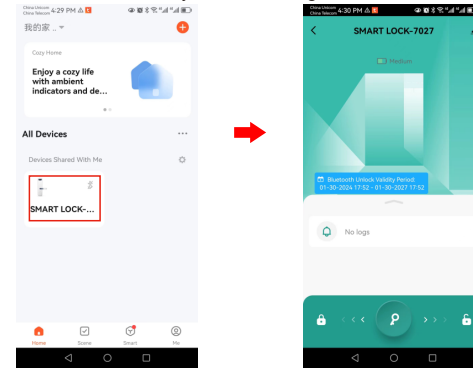 China Unicom
China Telecom 4:29 PM
我的家 ..
Cozy Home
Enjoy a cozy life
with ambient
indicators and de...
All Devices
Devices Shared With Me
SMART LOCK-...
Home
Scene
Smart
Me
China Unicom
China Telecom 4:30 PM
SMART LOCK-7027
Medium
Bluetooth Unlock Validity Period:
01-30-2024 17:52 - 01-30-2027 17:52
No logs